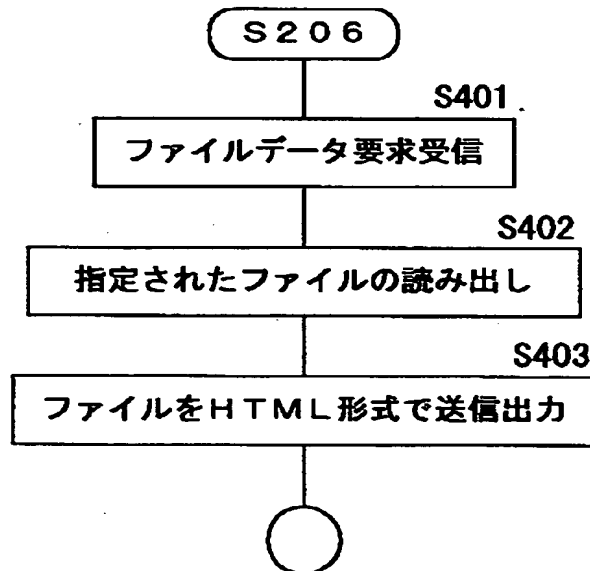 Ｓ２０６
S401
ファイルデータ要求受信
S402
指定されたファイルの読み出し
S403
ファイルをＨＴＭＬ形式で送信出力